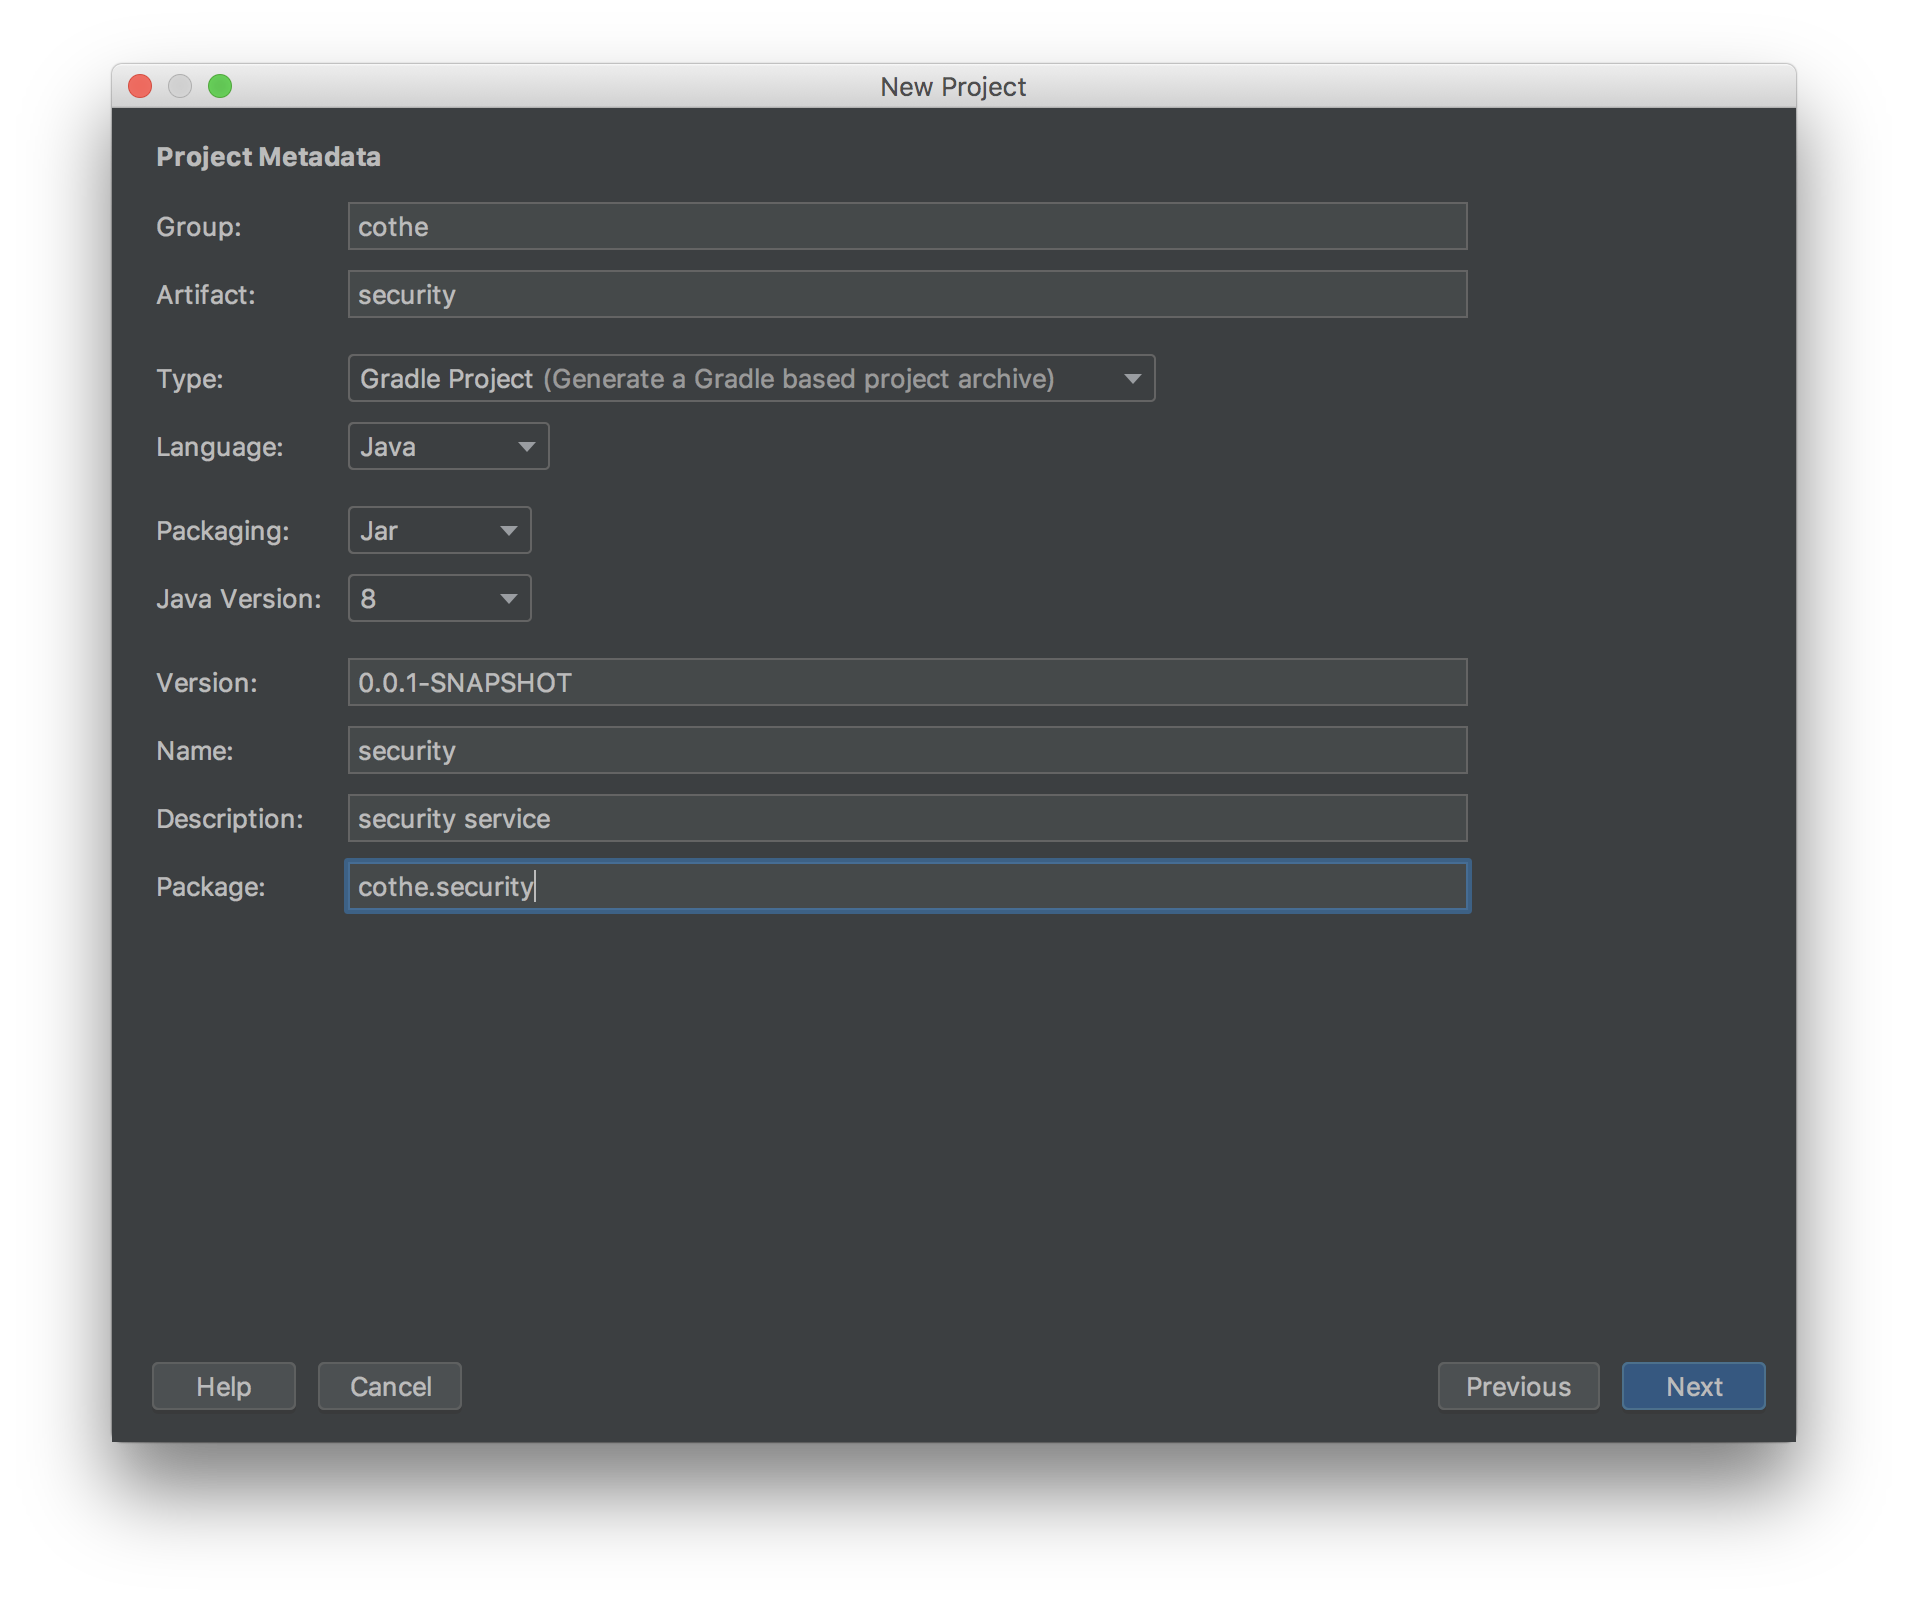 New Project
Project Metadata
Group: cothe
Artifact: security
Type: Gradle Project (Generate a Gradle based project archive)
Language: Java
Packaging: Jar
Java Version: 8
Version: 0.0.1-SNAPSHOT
Name: security
Description: security service
Package: cothe.security
Help Cancel Previous Next